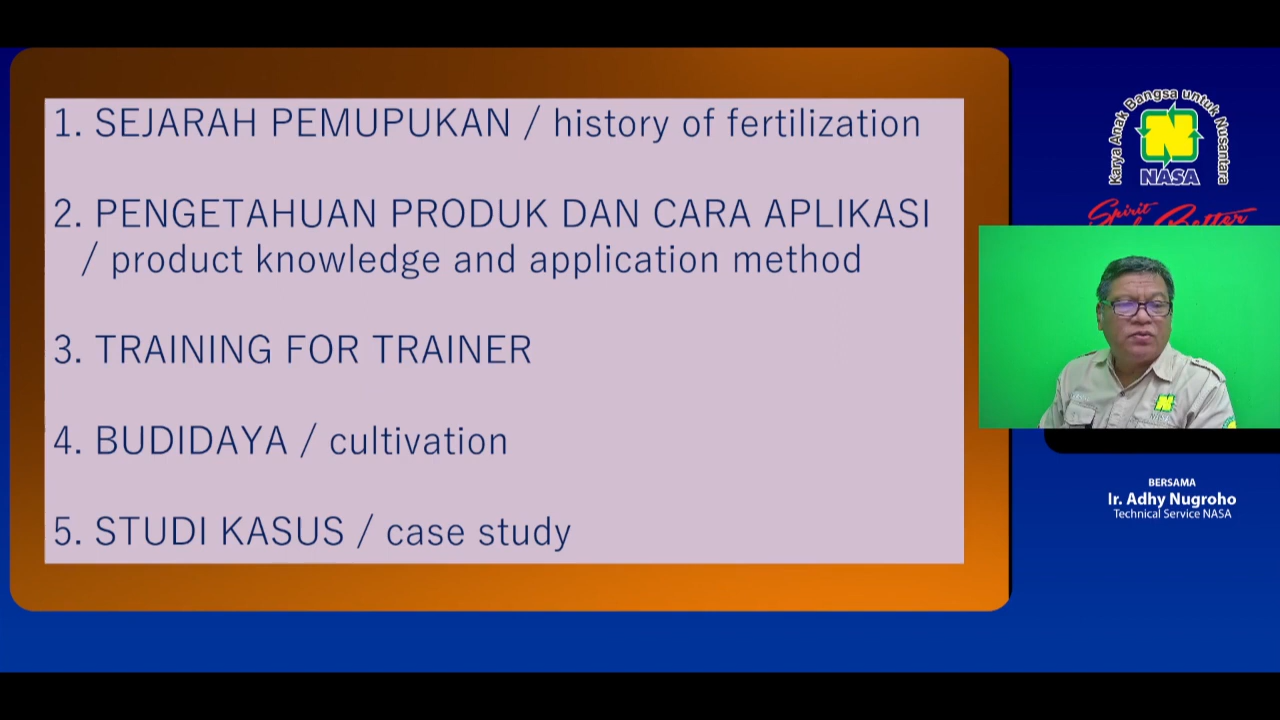 1. SEJARAH PEMUPUKAN / history of fertilization
2. PENGETAHUAN PRODUK DAN CARA APLIKASI
/ product knowledge and application method
3. TRAINING FOR TRAINER
4. BUDIDAYA / cultivation
5. STUDI KASUS / case study
Karya Anak Bangsa untuk Nusantara
N
NASA
Spirit
Better
N
BERSAMA
Ir. Adhy Nugroho
Technical Service NASA